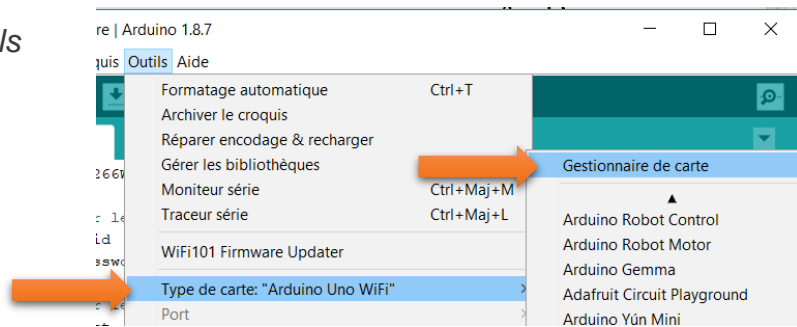 ls
re | Arduino 1.8.7
quis Outils Aide
Formatage automatique Ctrl+T
Archiver le croquis
Réparer encodage & recharger
Gérer les bibliothèques
Moniteur série Ctrl+Maj+M
Traceur série Ctrl+Maj+L
WiFi101 Firmware Updater
Type de carte: "Arduino Uno WiFi"
Port
Gestionnaire de carte
Arduino Robot Control
Arduino Robot Motor
Arduino Gemma
Adafruit Circuit Playground
Arduino Yún Mini